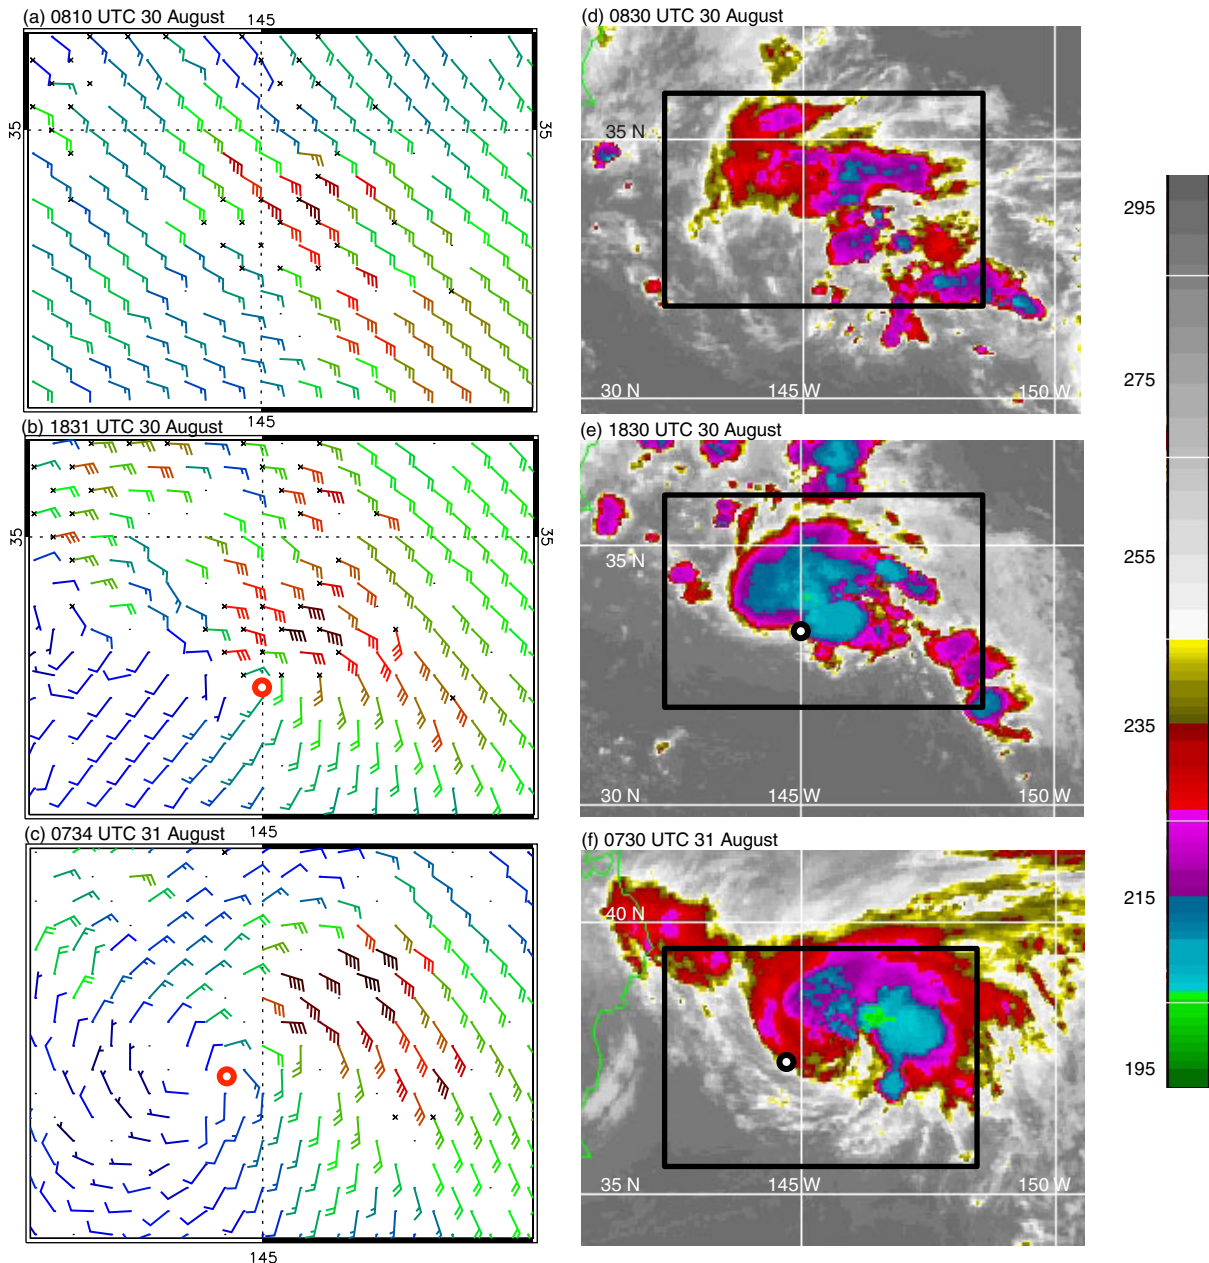 (a) 0810 UTC 30 August
145
35
35
145
(b) 1831 UTC 30 August
35
35
145
(c) 0734 UTC 31 August
145
(d) 0830 UTC 30 August
35 N
30 N
145 W
150 W
(e) 1830 UTC 30 August
35 N
30 N
145 W
150 W
(f) 0730 UTC 31 August
40 N
35 N
145 W
150 W
295
275
255
235
215
195